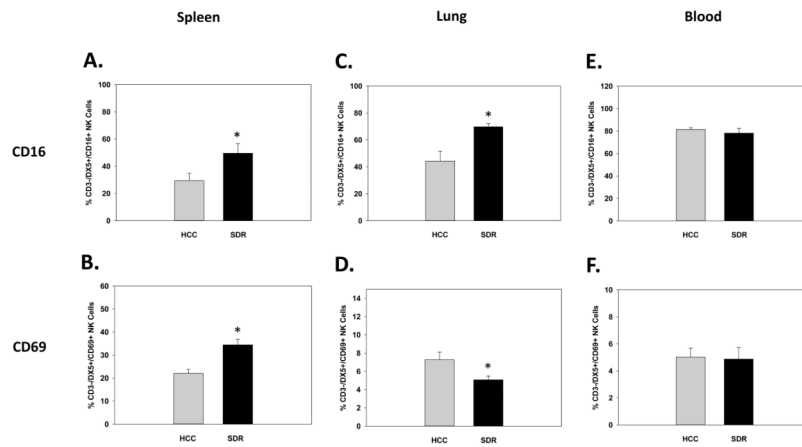 Spleen
Lung
Blood
CD16
CD69
A.
% CD3-/DX5+/CD16+ NK Cells
100
80
60
40
20
0
*
HCC
SDR
C.
% CD3-/DX5+/CD16+ NK Cells
100
80
60
40
20
0
*
HCC
SDR
E.
% CD3-/DX5+/CD16+ NK Cells
120
100
80
60
40
20
0
HCC
SDR
B.
% CD3-/DX5+/CD69+ NK Cells
60
50
40
30
20
10
0
*
HCC
SDR
D.
% CD3-/DX5+/CD69+ NK Cells
14
12
10
8
6
4
2
0
*
HCC
SDR
F.
% CD3-/DX5+/CD69+ NK Cells
10
8
6
4
2
0
HCC
SDR